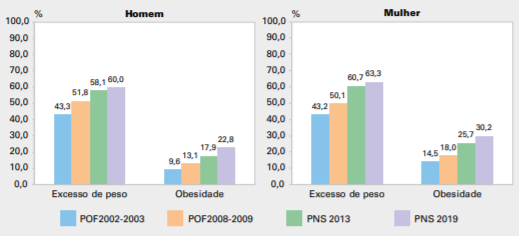 % Homem
100,0
90,0
80,0
70,0
60,0
50,0
40,0
30,0
20,0
10,0
0,0
43,3 51,8 58,1 60,0
9,6 13,1 17,9 22,8
Excesso de peso Obesidade
% Mulher
100,0
90,0
80,0
70,0
60,0
50,0
40,0
30,0
20,0
10,0
0,0
43,2 50,1 60,7 63,3
14,5 18,0 25,7 30,2
Excesso de peso Obesidade
POF2002-2003 POF2008-2009 PNS 2013 PNS 2019